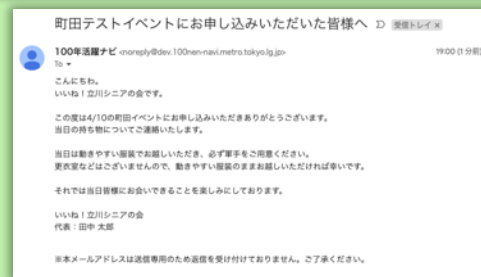 町田テストイベントにお申し込みいただいた皆様へ 受信トレイ ×
100年活躍ナビ <noreply@dev.100nen-navi.metro.tokyo.lg.jp> 19:00 (1 分前)
To
こんにちわ。
いいね！立川シニアの会です。
この度は4/10の町田イベントにお申し込みいただきありがとうございます。
当日の持ち物についてご連絡いたします。
当日は動きやすい服装でお越しいただき、必ず軍手をご用意ください。
更衣室などはございませんので、動きやすい服装のままお越しいただければ幸いです。
それでは当日皆様にお会いできることを楽しみにしております。
いいね！立川シニアの会
代表：田中 太郎
※本メールアドレスは送信専用のため返信を受け付けておりません。ご了承ください。